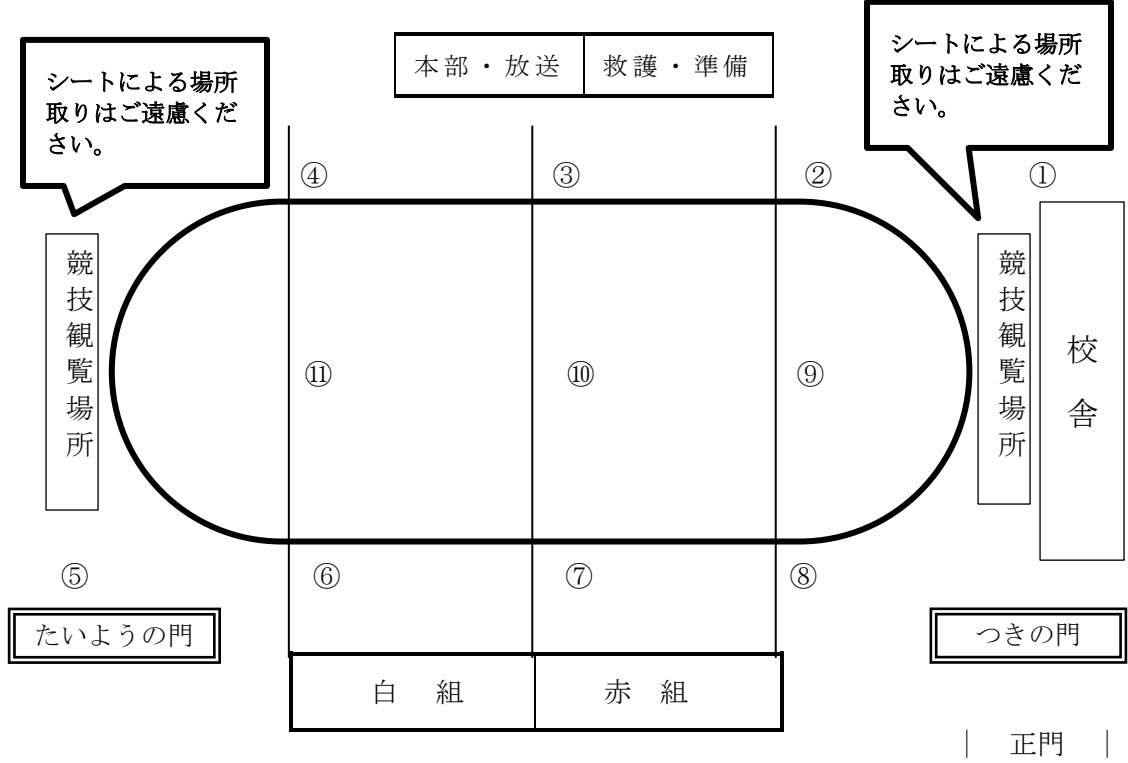 シートによる場所
取りはご遠慮くだ
さい。
本部・放送
救護・準備
シートによる場所
取りはご遠慮くだ
さい。
④
③
②
①
競技観覧場所
競技観覧場所
校舎
⑪
⑩
⑨
⑤
⑥
⑦
⑧
たいようの門
つきの門
白 組
赤 組
正門